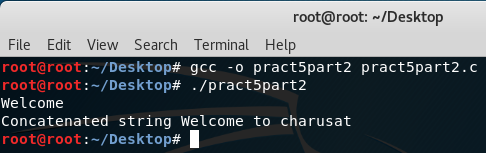 root@root: ~/Desktop
File Edit View Search Terminal Help
root@root:~/Desktop# gcc -o pract5part2 pract5part2.c
root@root:~/Desktop# ./pract5part2
Welcome
Concatenated string Welcome to charusat
root@root:~/Desktop#